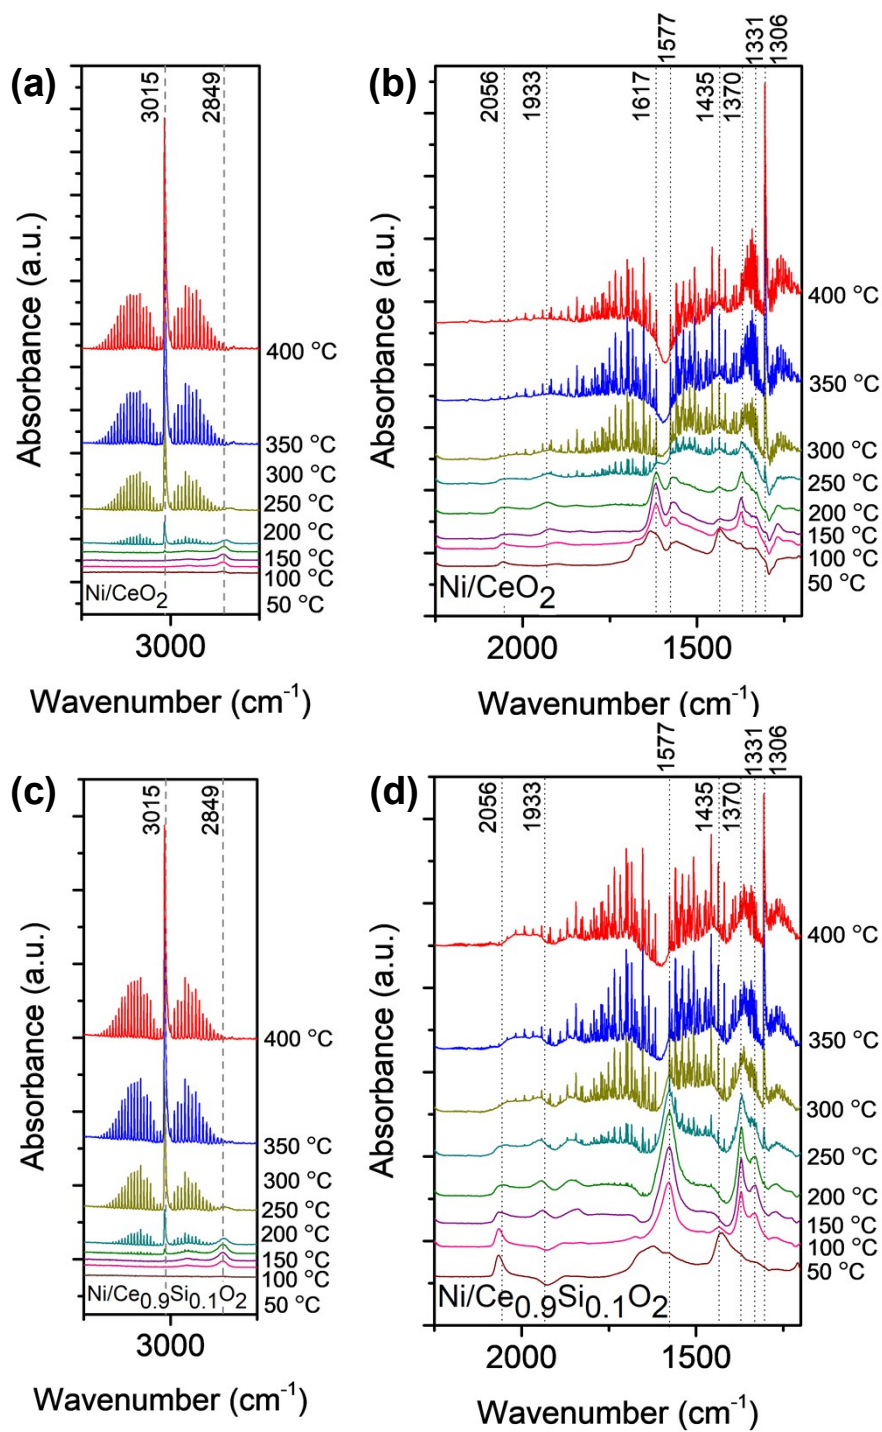 (a)
3015
2849
Absorbance (a.u.)
400 °C
350 °C
300 °C
250 °C
200 °C
150 °C
100 °C
50 °C
Ni/CeO2
3000
Wavenumber (cm-1)
(b)
2056
1933
1617
1577
1435
1370
1331
1306
Absorbance (a.u.)
400 °C
350 °C
300 °C
250 °C
200 °C
150 °C
100 °C
50 °C
Ni/CeO2
2000
1500
Wavenumber (cm-1)
(c)
3015
2849
Absorbance (a.u.)
400 °C
350 °C
300 °C
250 °C
200 °C
150 °C
100 °C
50 °C
Ni/Ce0.9Si0.1O2
3000
Wavenumber (cm-1)
(d)
2056
1933
1577
1435
1370
1331
1306
Absorbance (a.u.)
400 °C
350 °C
300 °C
250 °C
200 °C
150 °C
100 °C
50 °C
Ni/Ce0.9Si0.1O2
2000
1500
Wavenumber (cm-1)